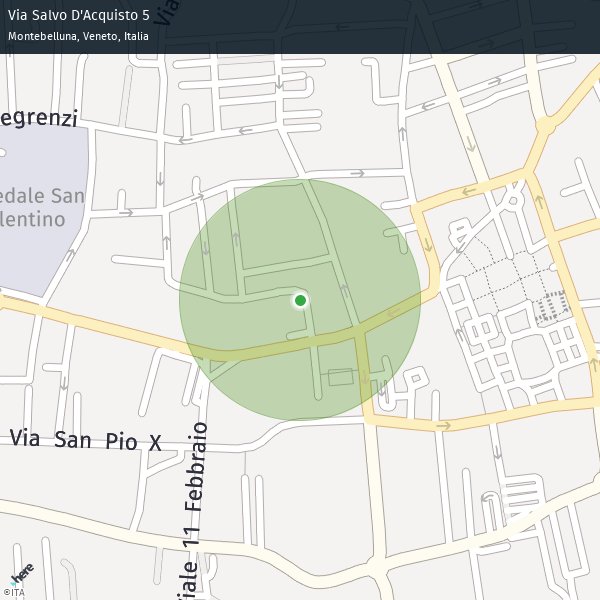 Via Salvo D'Acquisto 5
Montebelluna, Veneto, Italia
Via
egrenzi
edale San
lentino
Via San Pio X
iale 11 Febbraio
here
©ITA